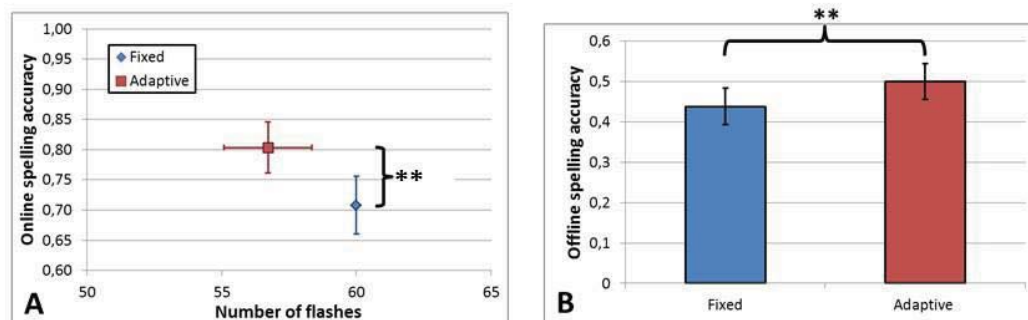 1,00
0,95
0,90
0,85
0,80
0,75
0,70
0,65
0,60
Online spelling accuracy
Fixed
Adaptive
**
50 55 60 65
Number of flashes
A
**
0,6
0,5
0,4
0,3
0,2
0,1
0
Offline spelling accuracy
Fixed Adaptive
B